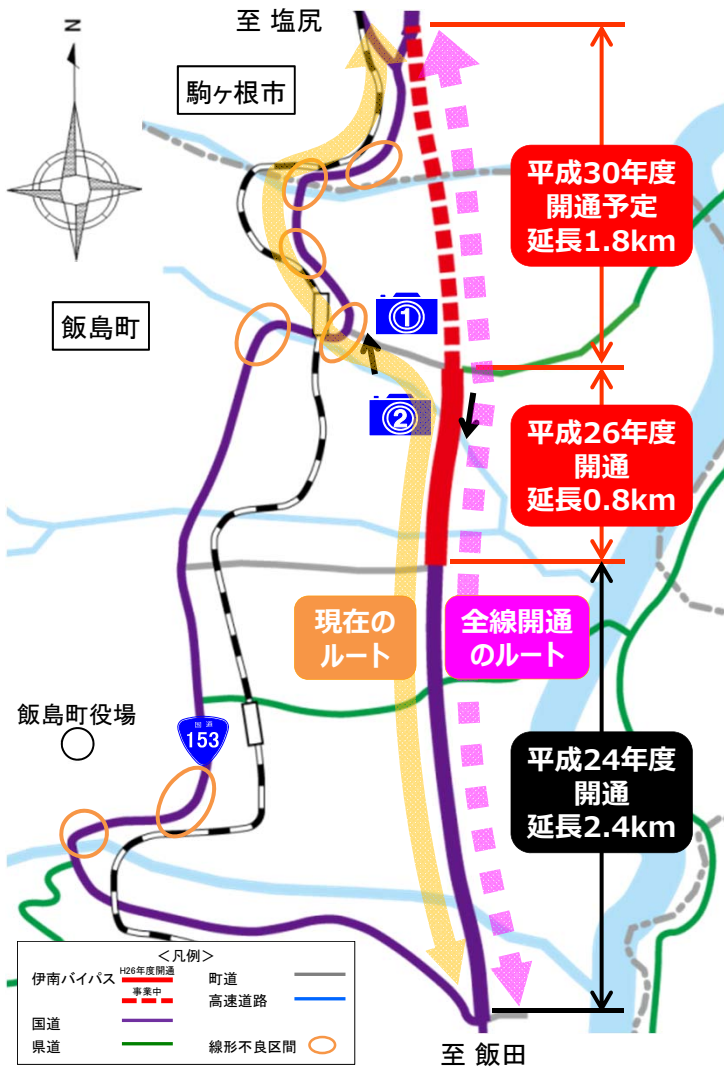 至 塩尻
N
駒ヶ根市
平成30年度
開通予定
延長1.8km
飯島町
①
②
平成26年度
開通
延長0.8km
現在の
ルート
全線開通
のルート
飯島町役場
国道
153
平成24年度
開通
延長2.4km
＜凡例＞
伊南バイパス
H26年度開通
事業中
国道
県道
町道
高速道路
線形不良区間
至 飯田